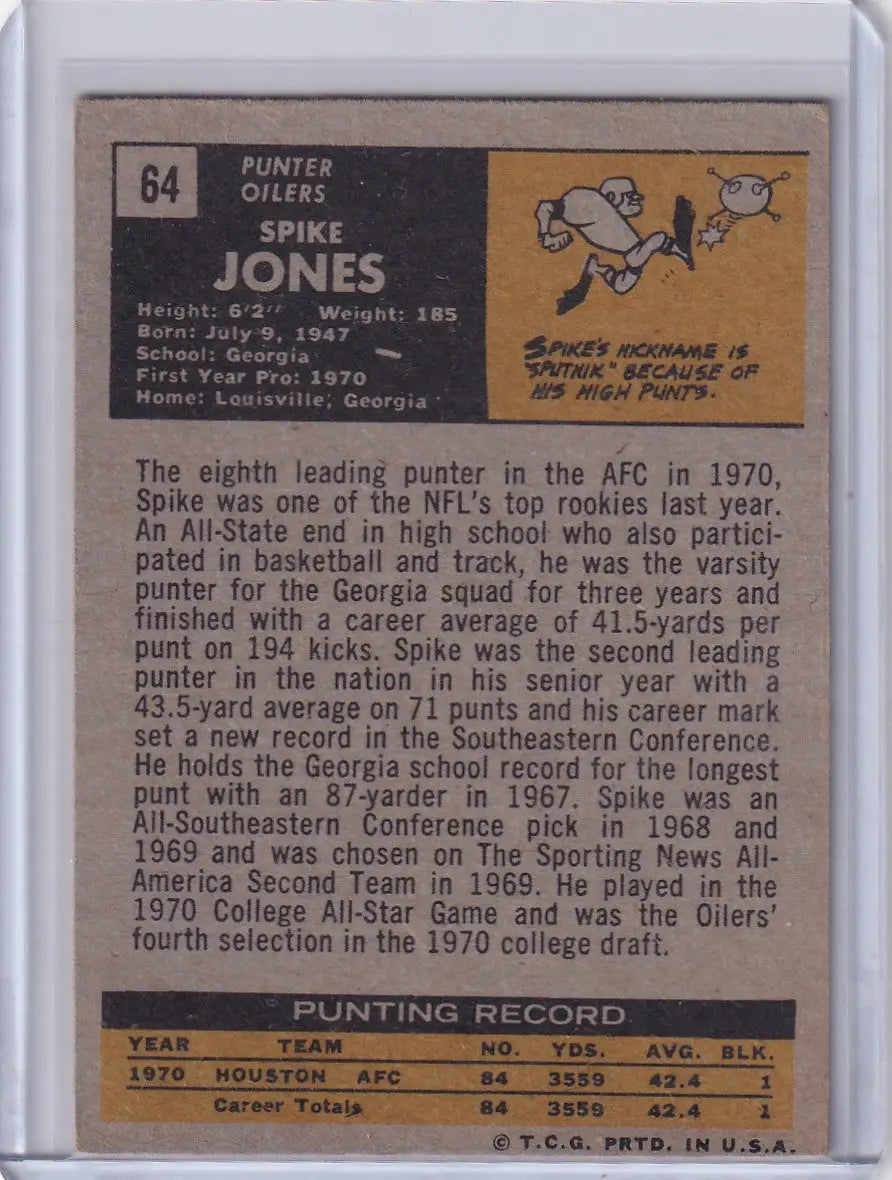 64
PUNTER
OILERS
SPIKE
JONES
Height: 6'2" Weight: 185
Born: July 9, 1947
School: Georgia
First Year Pro: 1970
Home: Louisville, Georgia
SPIKE'S NICKNAME IS
"SPUTNIK" BECAUSE OF
HIS HIGH PUNTS.
The eighth leading punter in the AFC in 1970,
Spike was one of the NFL's top rookies last year.
An All-State end in high school who also partici-
pated in basketball and track, he was the varsity
punter for the Georgia squad for three years and
finished with a career average of 41.5-yards per
punt on 194 kicks. Spike was the second leading
punter in the nation in his senior year with a
43.5-yard average on 71 punts and his career mark
set a new record in the Southeastern Conference.
He holds the Georgia school record for the longest
punt with an 87-yarder in 1967. Spike was an
All-Southeastern Conference pick in 1968 and
1969 and was chosen on The Sporting News All-
America Second Team in 1969. He played in the
1970 College All-Star Game and was the Oilers'
fourth selection in the 1970 college draft.
PUNTING RECORD
YEAR TEAM NO. YDS. AVG. BLK.
1970 HOUSTON AFC 84 3559 42.4 1
Career Totals 84 3559 42.4 1
© T.C.G. PRTD. IN U.S.A.